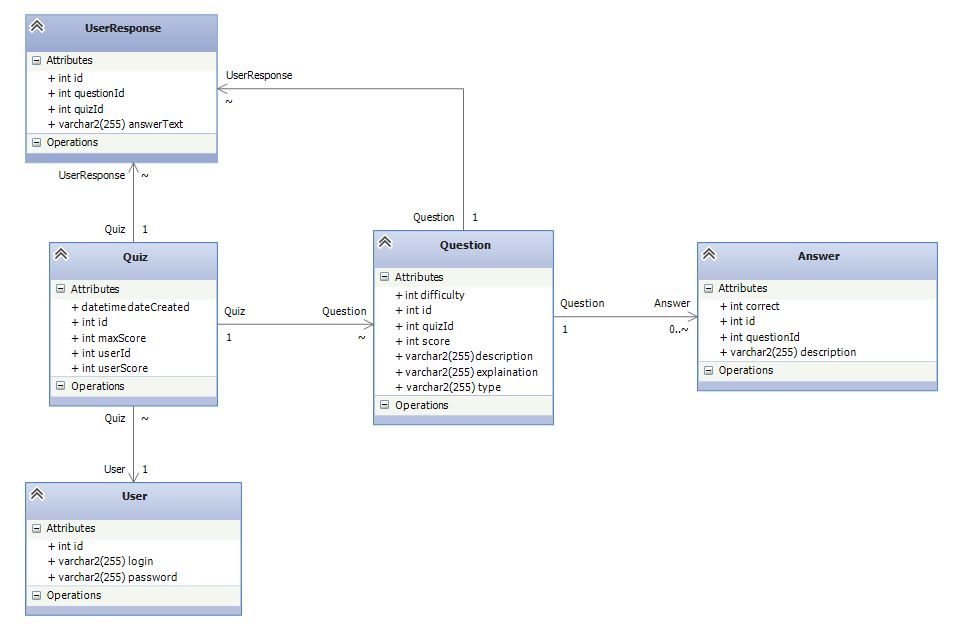 UserResponse
Attributes
+ int id
+ int questionId
+ int quizId
+ varchar2(255) answerText
Operations
UserResponse
~
UserResponse ~
Quiz 1
Question 1
Quiz
Attributes
+ datetime dateCreated
+ int id
+ int maxScore
+ int userId
+ int userScore
Operations
Quiz Question
1 ~
Question
Attributes
+ int difficulty
+ int id
+ int quizId
+ int score
+ varchar2(255) description
+ varchar2(255) explaination
+ varchar2(255) type
Operations
Question Answer
1 0..~
Answer
Attributes
+ int correct
+ int id
+ int questionId
+ varchar2(255) description
Operations
Quiz ~
User 1
User
Attributes
+ int id
+ varchar2(255) login
+ varchar2(255) password
Operations